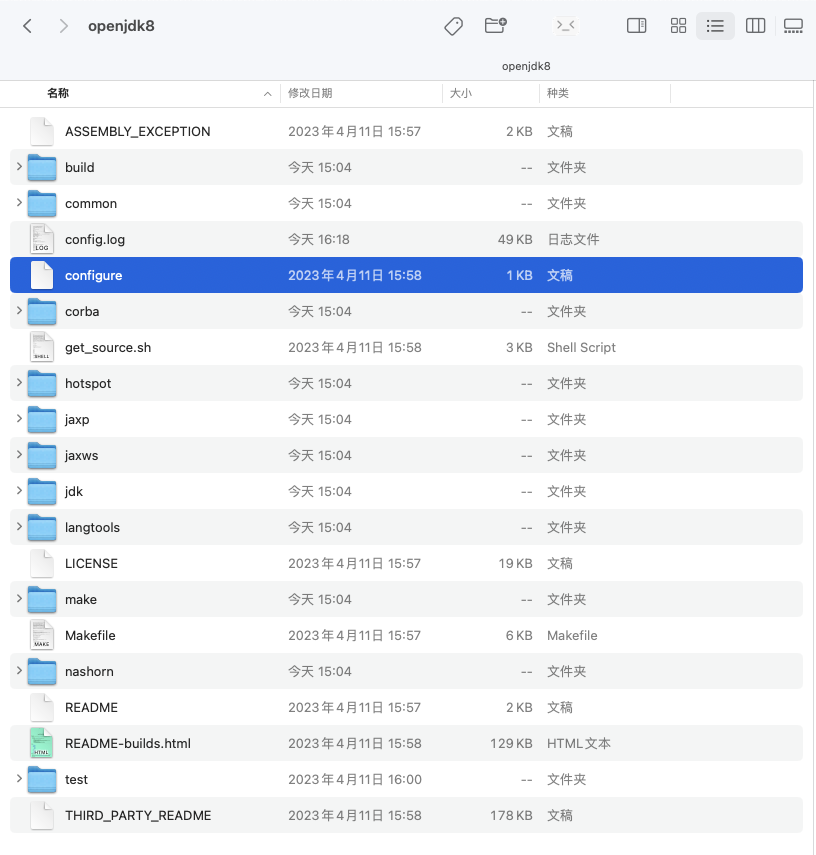 openjdk8
openjdk8
名称 修改日期 大小 种类
ASSEMBLY_EXCEPTION 2023年4月11日 15:57 2 KB 文稿
build 今天 15:04 -- 文件夹
common 今天 15:04 -- 文件夹
LOG config.log 今天 16:18 49 KB 日志文件
configure 2023年4月11日 15:58 1 KB 文稿
corba 今天 15:04 -- 文件夹
SHELL get_source.sh 2023年4月11日 15:58 3 KB Shell Script
hotspot 今天 15:04 -- 文件夹
jaxp 今天 15:04 -- 文件夹
jaxws 今天 15:04 -- 文件夹
jdk 今天 15:04 -- 文件夹
langtools 今天 15:04 -- 文件夹
LICENSE 2023年4月11日 15:57 19 KB 文稿
make 今天 15:04 -- 文件夹
MAKE Makefile 2023年4月11日 15:57 6 KB Makefile
nashorn 今天 15:04 -- 文件夹
README 2023年4月11日 15:57 2 KB 文稿
HTML README-builds.html 2023年4月11日 15:58 129 KB HTML文本
test 2023年4月11日 16:00 -- 文件夹
THIRD_PARTY_README 2023年4月11日 15:58 178 KB 文稿